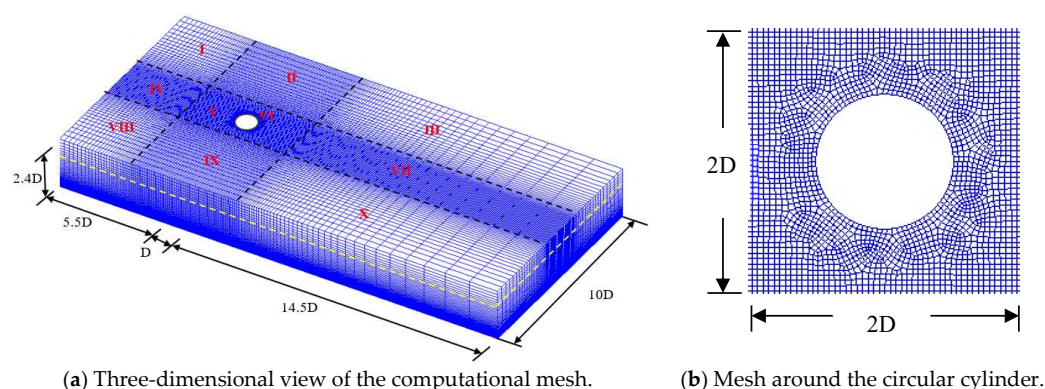 I
II
III
IV
V
VI
VII
VIII
IX
X
2.4D
5.5D
D
14.5D
10D
2D
2D
(a) Three-dimensional view of the computational mesh.
(b) Mesh around the circular cylinder.